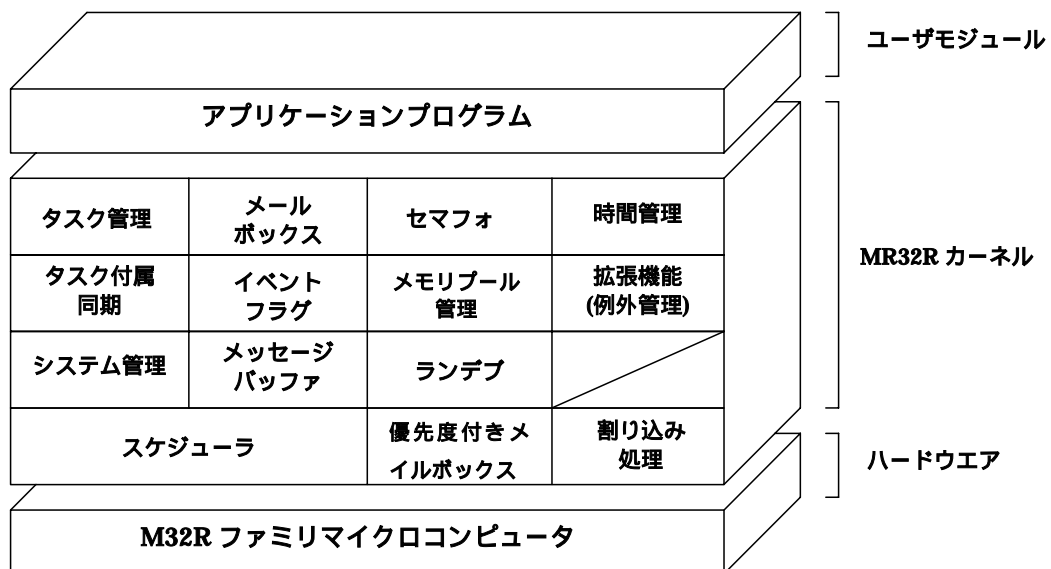 ユーザモジュール
アプリケーションプログラム
タスク管理
メール
ボックス
セマフォ
時間管理
MR32R カーネル
タスク付属
同期
イベント
フラグ
メモリプール
管理
拡張機能
(例外管理)
システム管理
メッセージ
バッファ
ランデブ
スケジューラ
優先度付きメ
イルボックス
割り込み
処理
ハードウエア
M32R ファミリマイクロコンピュータ